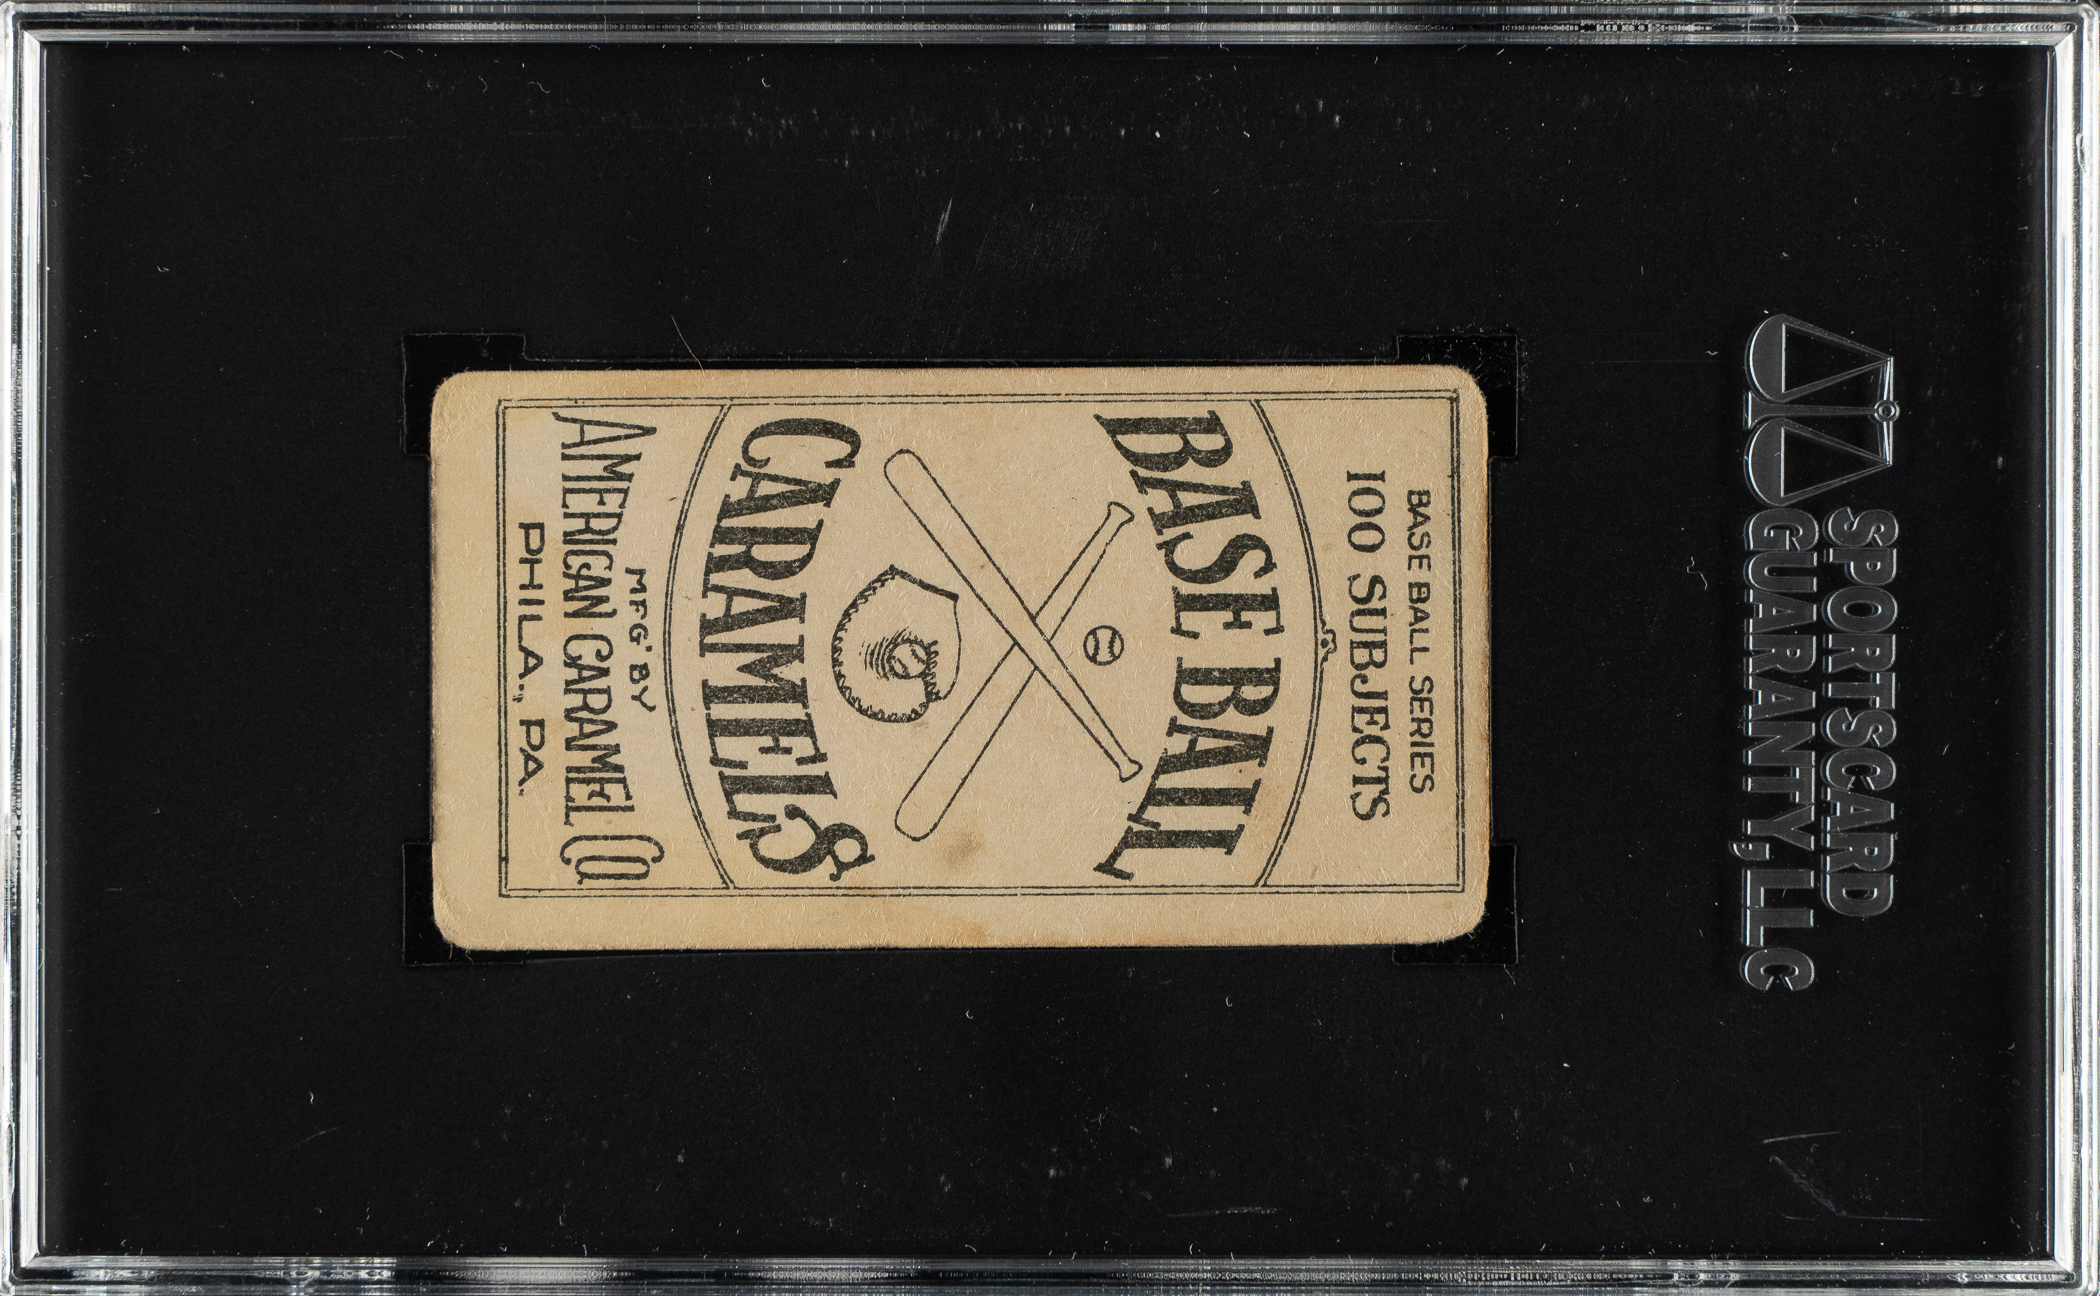 SPORTSCARD
GUARANTY, LLC
BASE BALL SERIES
100 SUBJECTS
BASE BALL
CARAMELS
MFG' BY
AMERICAN CARAMEL CO
PHILA., PA.